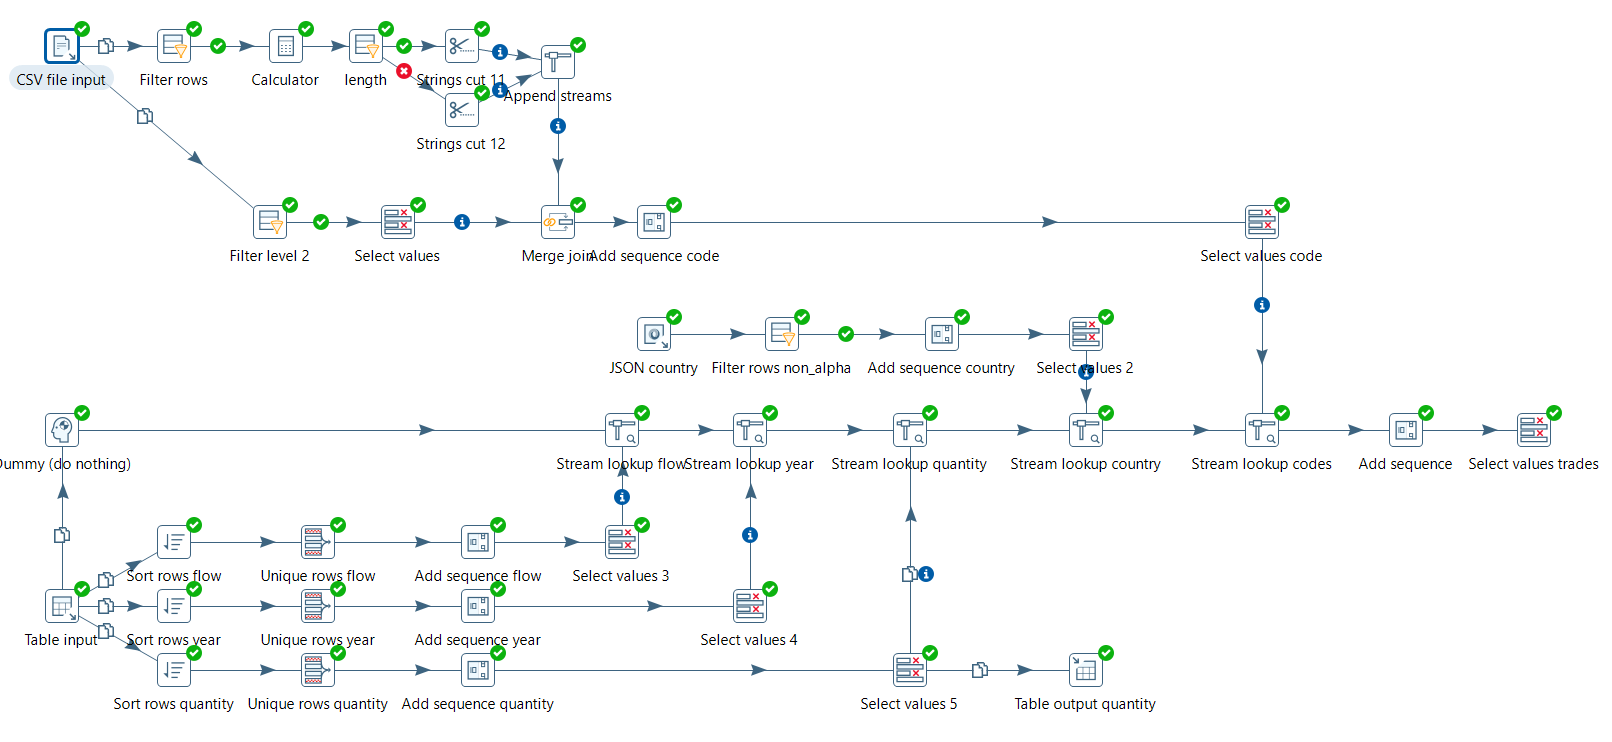 CSV file input
Filter rows
Calculator
length
Strings cut 11
Append streams
Strings cut 12
Filter level 2
Select values
Merge join
Add sequence code
Select values code
JSON country
Filter rows non_alpha
Add sequence country
Select values 2
Dummy (do nothing)
Stream lookup flow
Stream lookup year
Stream lookup quantity
Stream lookup country
Stream lookup codes
Add sequence
Select values trades
Sort rows flow
Unique rows flow
Add sequence flow
Select values 3
Table input
Sort rows year
Unique rows year
Add sequence year
Select values 4
Sort rows quantity
Unique rows quantity
Add sequence quantity
Select values 5
Table output quantity